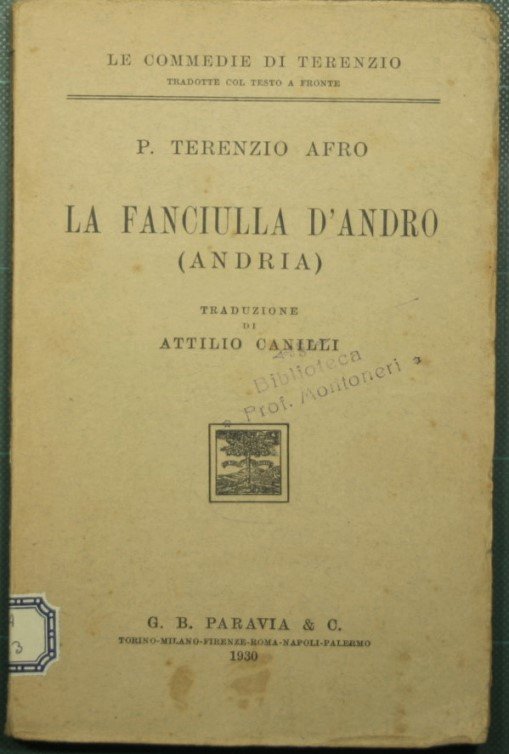 LE COMMEDIE DI TERENZIO
TRADOTTE COL TESTO A FRONTE
P. TERENZIO AFRO
LA FANCIULLA D'ANDRO
(ANDRIA)
TRADUZIONE
DI
ATTILIO CANILLI
Biblioteca
Prof. Montoneri
G. B. PARAVIA & C.
TORINO-MILANO-FIRENZE-ROMA-NAPOLI-PALERMO
1930
3